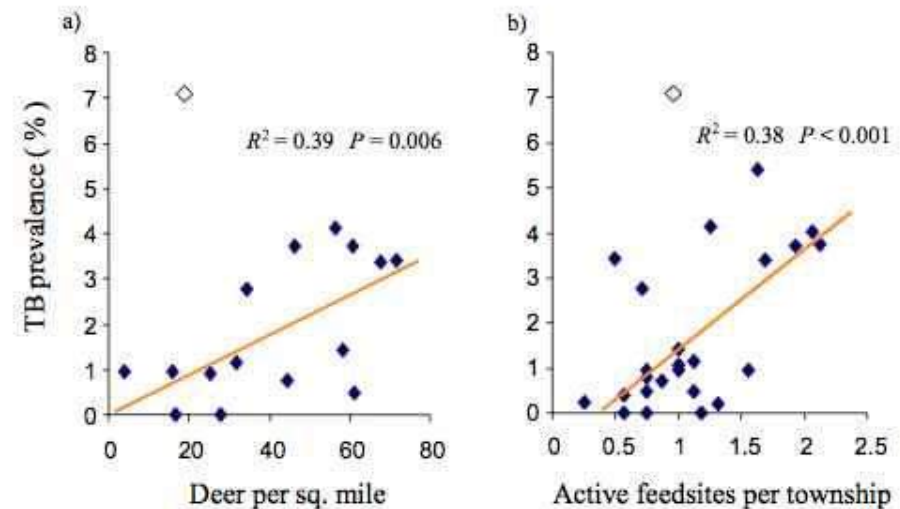 a)
TB prevalence ( % )
8
7
6
5
4
3
2
1
0
R² = 0.39 P = 0.006
0 20 40 60 80
Deer per sq. mile
b)
8
7
6
5
4
3
2
1
0
R² = 0.38 P < 0.001
0 0.5 1 1.5 2 2.5
Active feedsites per township